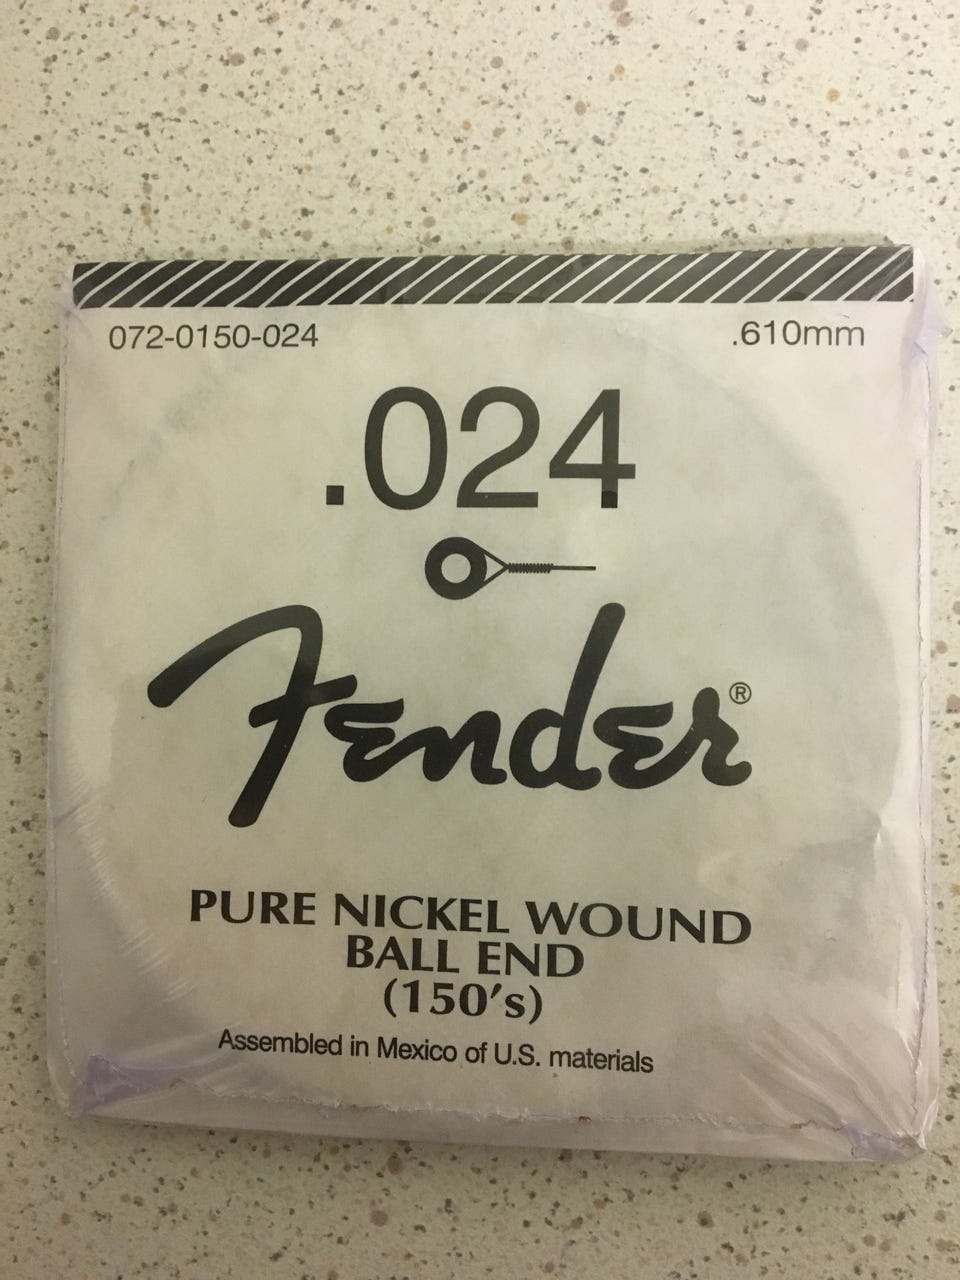 072-0150-024 .610mm
.024
Fender®
PURE NICKEL WOUND
BALL END
(150's)
Assembled in Mexico of U.S. materials